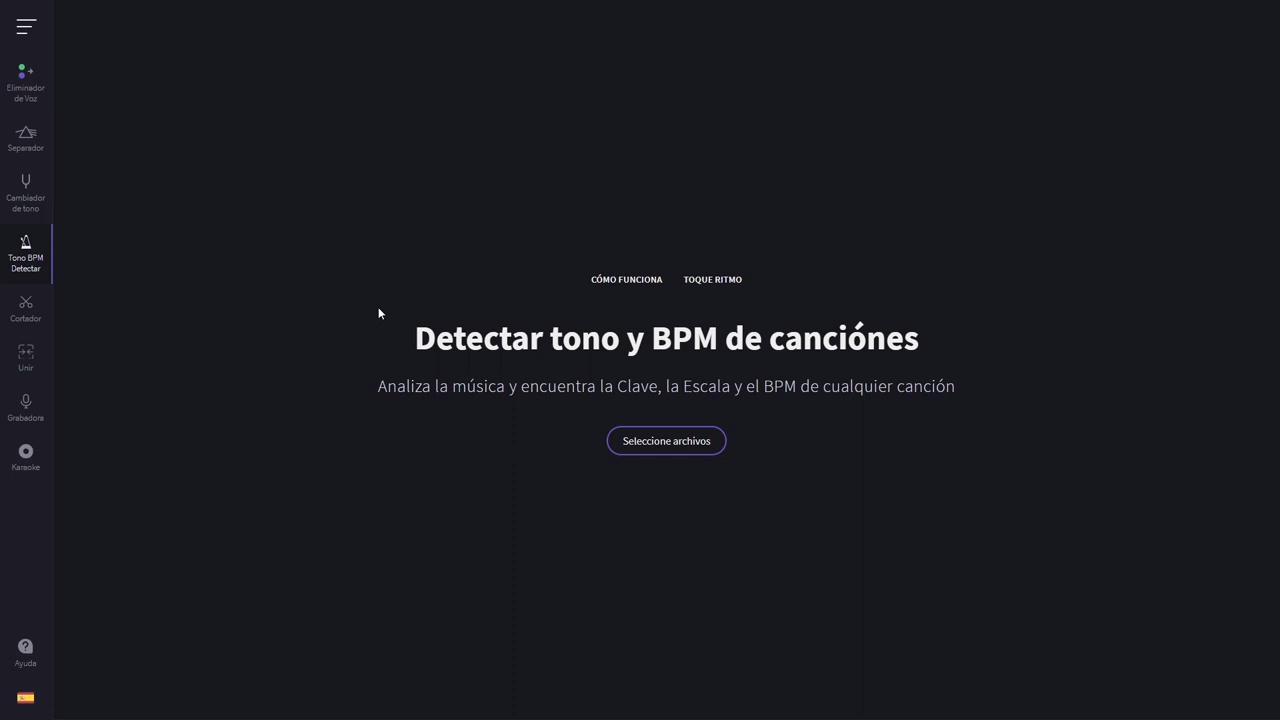 Eliminador
de Voz
Separador
Cambiador
de tono
Tono BPM
Detectar
Cortador
Unir
Grabadora
Karaoke
Ayuda
CÓMO FUNCIONA TOQUE RITMO
Detectar tono y BPM de canciónes
Analiza la música y encuentra la Clave, la Escala y el BPM de cualquier canción
Seleccione archivos